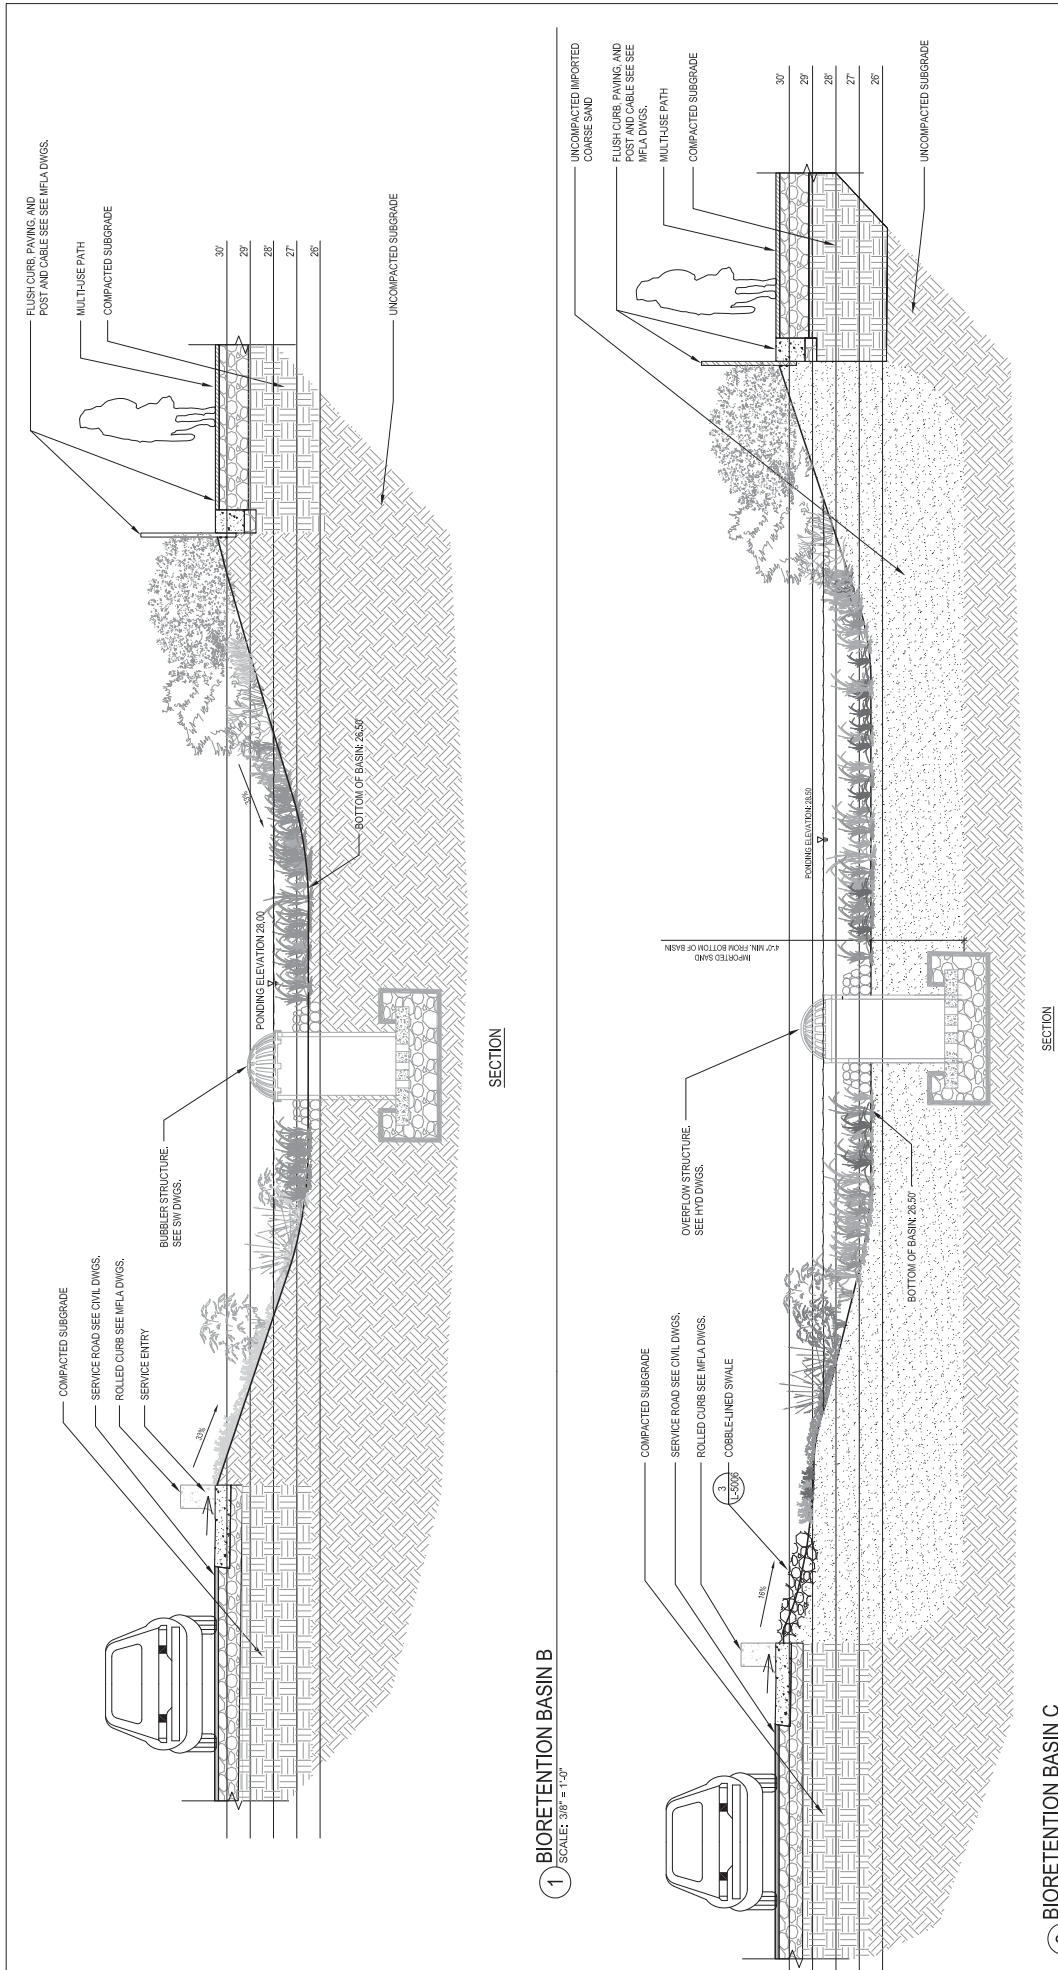 COMPACTED SUBGRADE
SERVICE ROAD SEE CIVIL DWGS.
ROLLED CURB SEE MFLA DWGS.
SERVICE ENTRY
33%
BUBBLER STRUCTURE.
SEE SW DWGS.
PONDING ELEVATION 28.00
BOTTOM OF BASIN: 26.50'
33%
FLUSH CURB, PAVING, AND
POST AND CABLE SEE SEE MFLA DWGS.
MULTI-USE PATH
COMPACTED SUBGRADE
30'
29'
28'
27'
26'
UNCOMPACTED SUBGRADE
SECTION
1
BIORETENTION BASIN B
SCALE: 3/8" = 1'-0"
COMPACTED SUBGRADE
SERVICE ROAD SEE CIVIL DWGS.
ROLLED CURB SEE MFLA DWGS.
3
L-5006
COBBLE-LINED SWALE
16%
OVERFLOW STRUCTURE.
SEE HYD DWGS.
IMPORTED SAND
4'-0" MIN. FROM BOTTOM OF BASIN
PONDING ELEVATION: 28.50
BOTTOM OF BASIN: 26.50'
UNCOMPACTED IMPORTED
COARSE SAND
FLUSH CURB, PAVING, AND
POST AND CABLE SEE SEE
MFLA DWGS.
MULTI-USE PATH
COMPACTED SUBGRADE
30'
29'
28'
27'
26'
UNCOMPACTED SUBGRADE
SECTION
BIORETENTION BASIN C